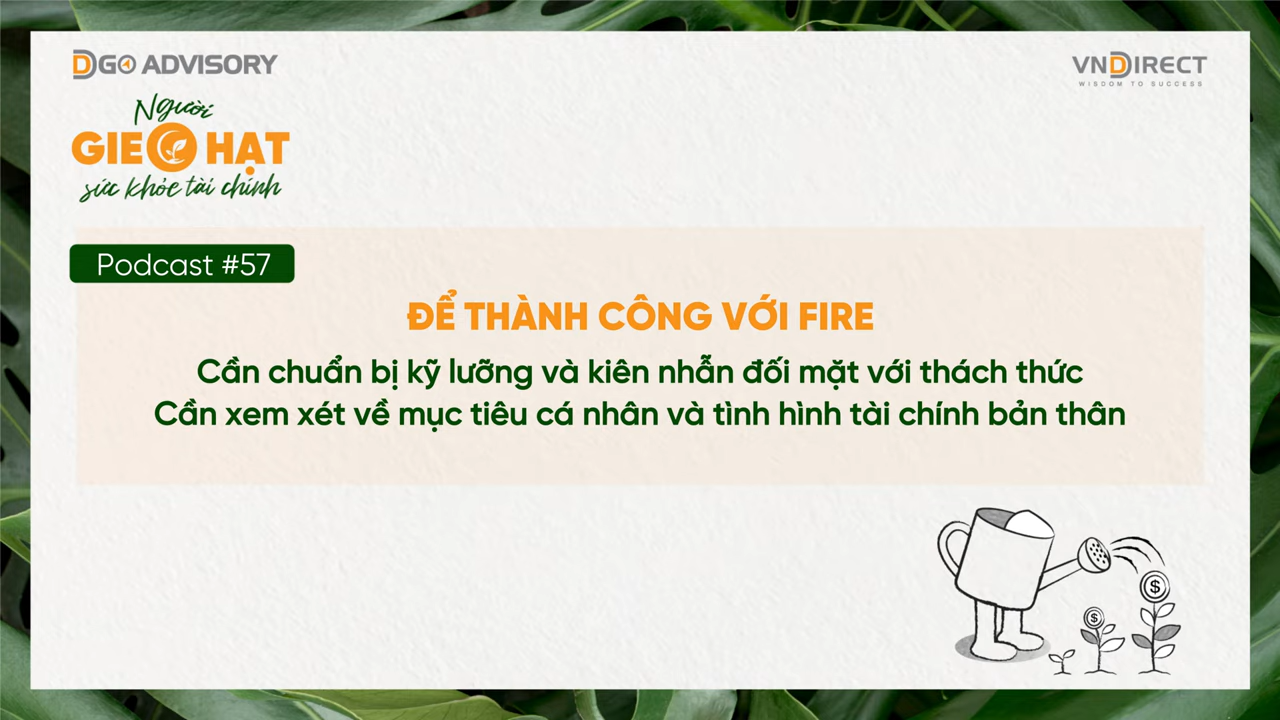 DGO ADVISORY
VNDIRECT
WISDOM TO SUCCESS
Người
GIEO HẠT
sức khỏe tài chính
Podcast #57
ĐỂ THÀNH CÔNG VỚI FIRE
Cần chuẩn bị kỹ lưỡng và kiên nhẫn đối mặt với thách thức
Cần xem xét về mục tiêu cá nhân và tình hình tài chính bản thân
$
$